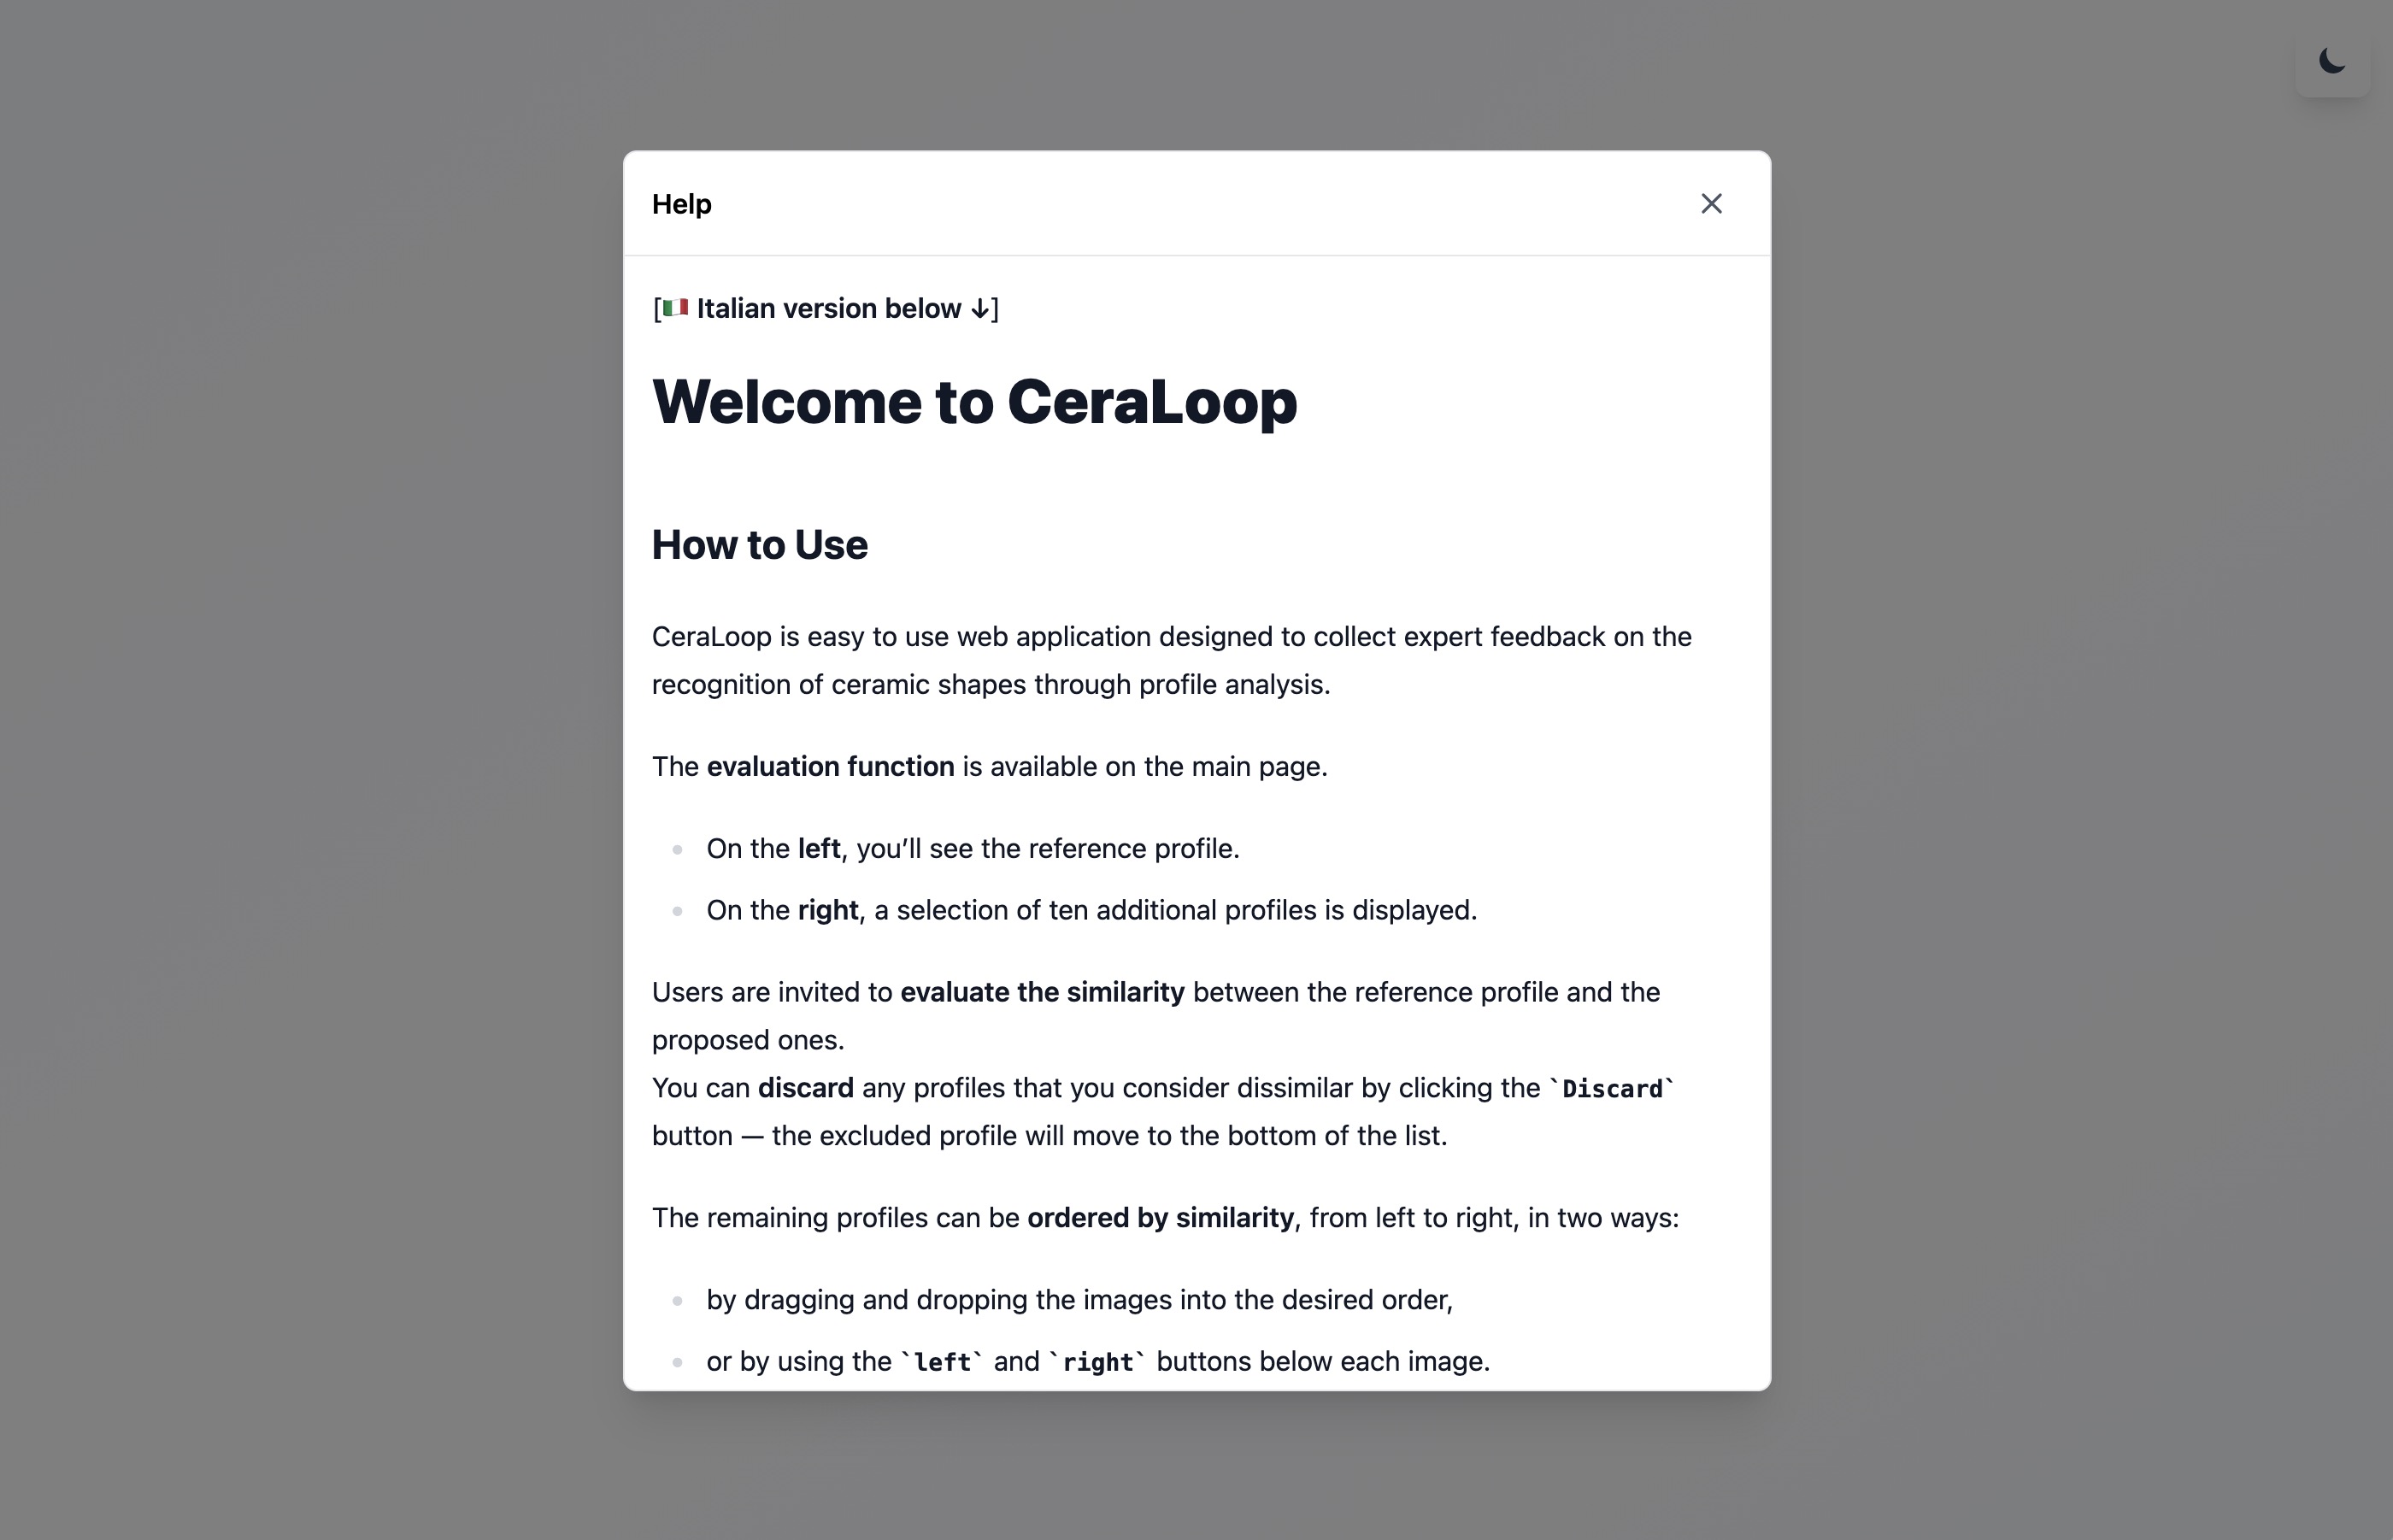 Help
[🇮🇹 Italian version below ↓]
Welcome to CeraLoop
How to Use
CeraLoop is easy to use web application designed to collect expert feedback on the
recognition of ceramic shapes through profile analysis.
The evaluation function is available on the main page.
On the left, you’ll see the reference profile.
On the right, a selection of ten additional profiles is displayed.
Users are invited to evaluate the similarity between the reference profile and the
proposed ones.
You can discard any profiles that you consider dissimilar by clicking the `Discard`
button — the excluded profile will move to the bottom of the list.
The remaining profiles can be ordered by similarity, from left to right, in two ways:
by dragging and dropping the images into the desired order,
or by using the `left` and `right` buttons below each image.